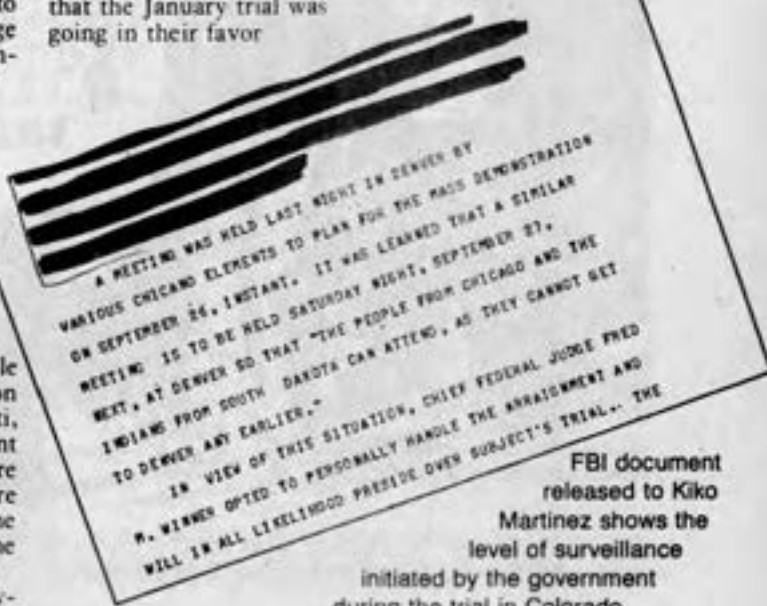 that the January trial was
going in their favor
A MEETING WAS HELD LAST NIGHT IN DENVER BY
VARIOUS CHICANO ELEMENTS TO PLAN FOR THE MASS DEMONSTRATION
ON SEPTEMBER 26, INSTANT. IT WAS LEARNED THAT A SIMILAR
MEETING IS TO BE HELD SATURDAY NIGHT, SEPTEMBER 27,
NEXT, AT DENVER SO THAT "THE PEOPLE FROM CHICAGO AND THE
INDIANS FROM SOUTH DAKOTA CAN ATTEND, AS THEY CANNOT GET
TO DENVER ANY EARLIER."
IN VIEW OF THIS SITUATION, CHIEF FEDERAL JUDGE FRED
M. WINNER OPTED TO PERSONALLY HANDLE THE ARRAIGNMENT AND
WILL IN ALL LIKELIHOOD PRESIDE OVER SUBJECT'S TRIAL. THE
FBI document
released to Kiko
Martinez shows the
level of surveillance
initiated by the government
during the trial in Colorado